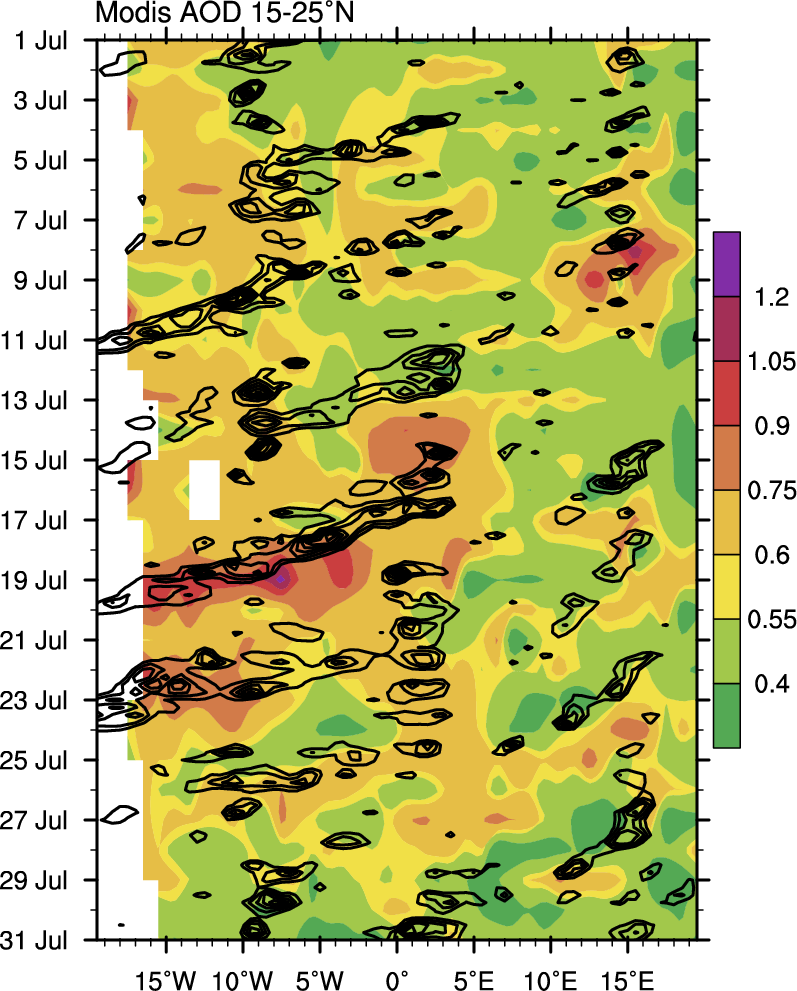 Modis AOD 15-25°N
1 Jul
3 Jul
5 Jul
7 Jul
9 Jul
11 Jul
13 Jul
15 Jul
17 Jul
19 Jul
21 Jul
23 Jul
25 Jul
27 Jul
29 Jul
31 Jul
15°W 10°W 5°W 0° 5°E 10°E 15°E
1.2
1.05
0.9
0.75
0.6
0.55
0.4